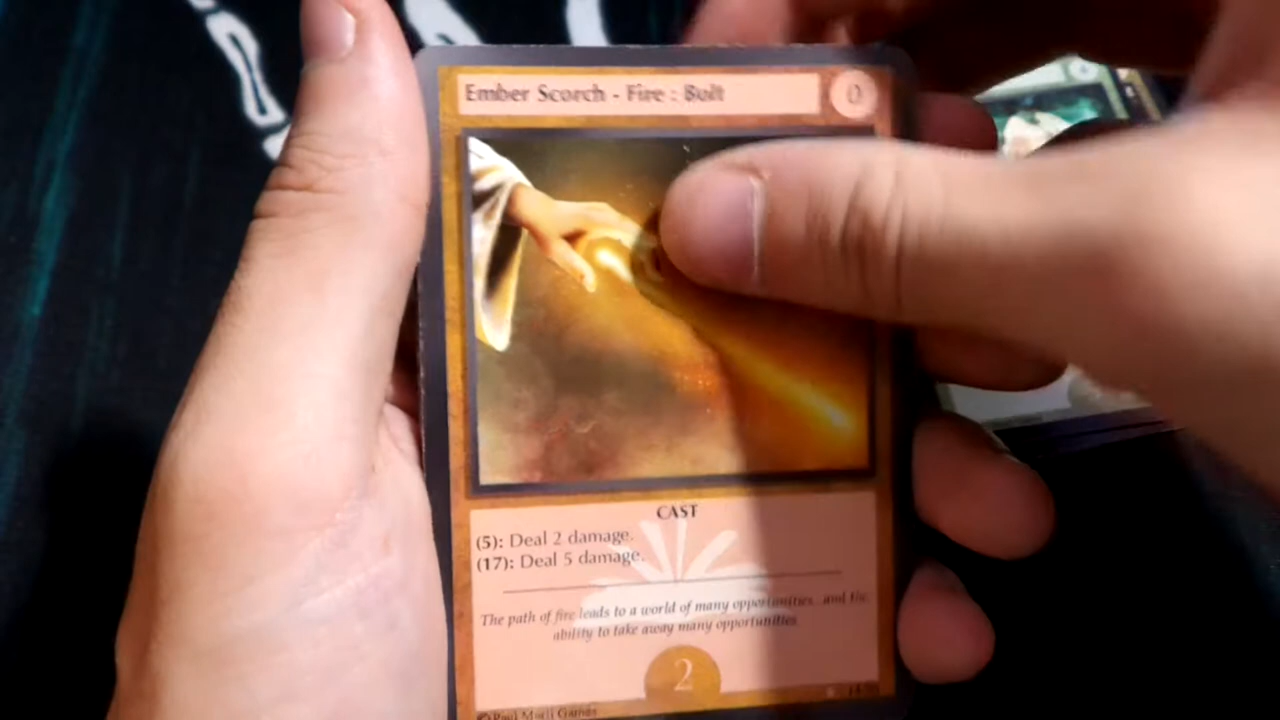 Ember Scorch - Fire : Bolt
0
CAST
(5): Deal 2 damage.
(17): Deal 5 damage.
The path of fire leads to a world of many opportunities...and the
ability to take away many opportunities.
2
Games